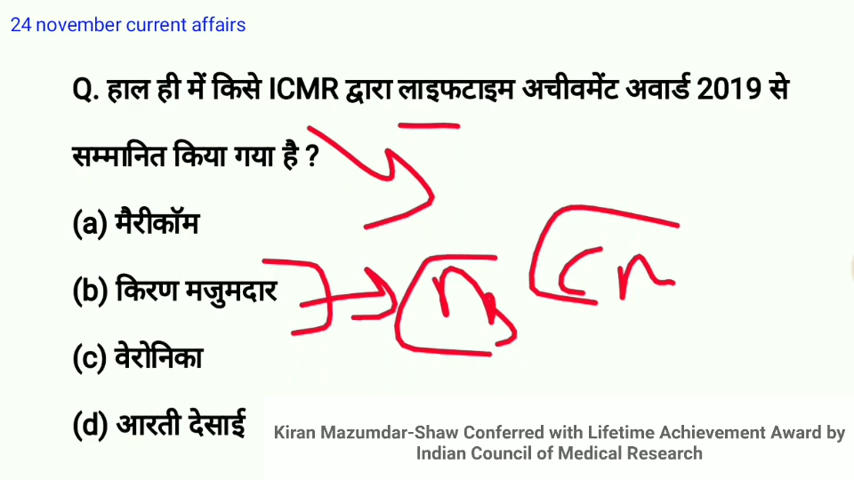 24 november current affairs
Q. हाल ही में किसे ICMR द्वारा लाइफटाइम अचीवमेंट अवार्ड 2019 से
सम्मानित किया गया है ?
(a) मैरीकॉम
(b) किरण मजुमदार
(c) वेरोनिका
(d) आरती देसाई
Kiran Mazumdar-Shaw Conferred with Lifetime Achievement Award by
Indian Council of Medical Research